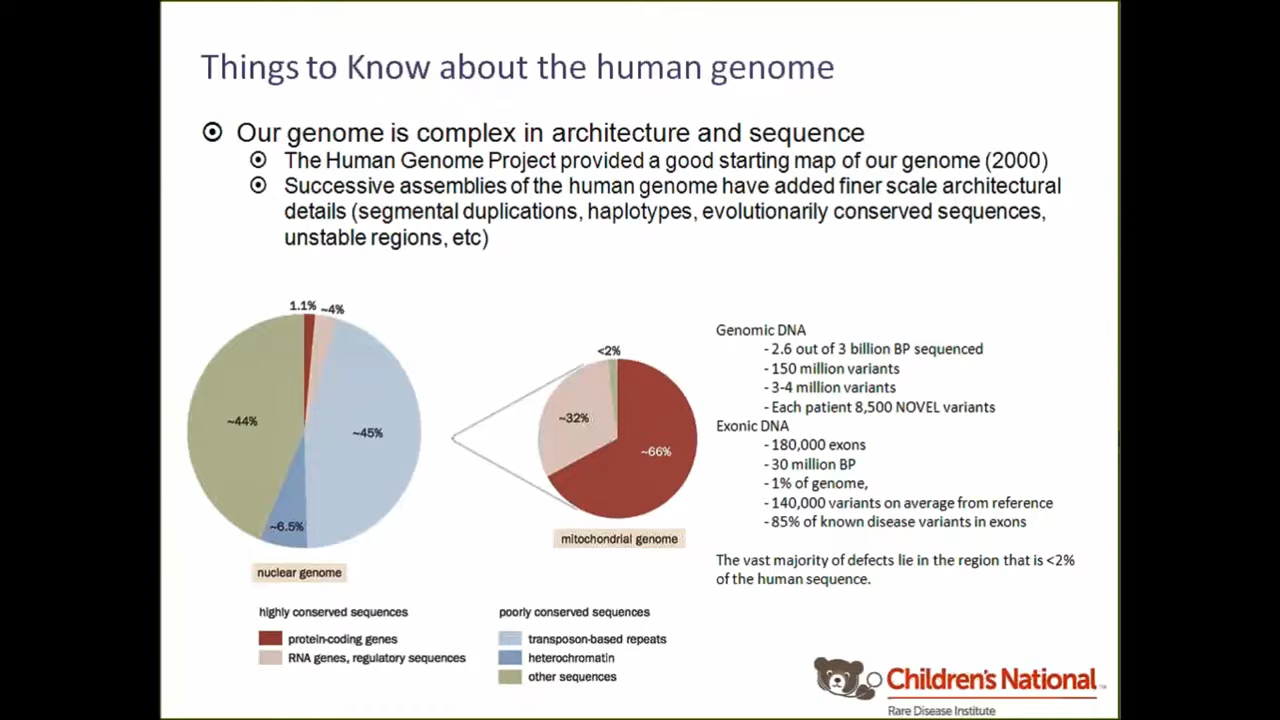 Things to Know about the human genome
Our genome is complex in architecture and sequence
The Human Genome Project provided a good starting map of our genome (2000)
Successive assemblies of the human genome have added finer scale architectural
details (segmental duplications, haplotypes, evolutionarily conserved sequences,
unstable regions, etc)
1.1% ~4%
~44%
~45%
~6.5%
nuclear genome
<2%
~32%
~66%
mitochondrial genome
Genomic DNA
- 2.6 out of 3 billion BP sequenced
- 150 million variants
- 3-4 million variants
- Each patient 8,500 NOVEL variants
Exonic DNA
- 180,000 exons
- 30 million BP
- 1% of genome,
- 140,000 variants on average from reference
- 85% of known disease variants in exons
The vast majority of defects lie in the region that is <2%
of the human sequence.
highly conserved sequences
protein-coding genes
RNA genes, regulatory sequences
poorly conserved sequences
transposon-based repeats
heterochromatin
other sequences
Children's National
Rare Disease Institute